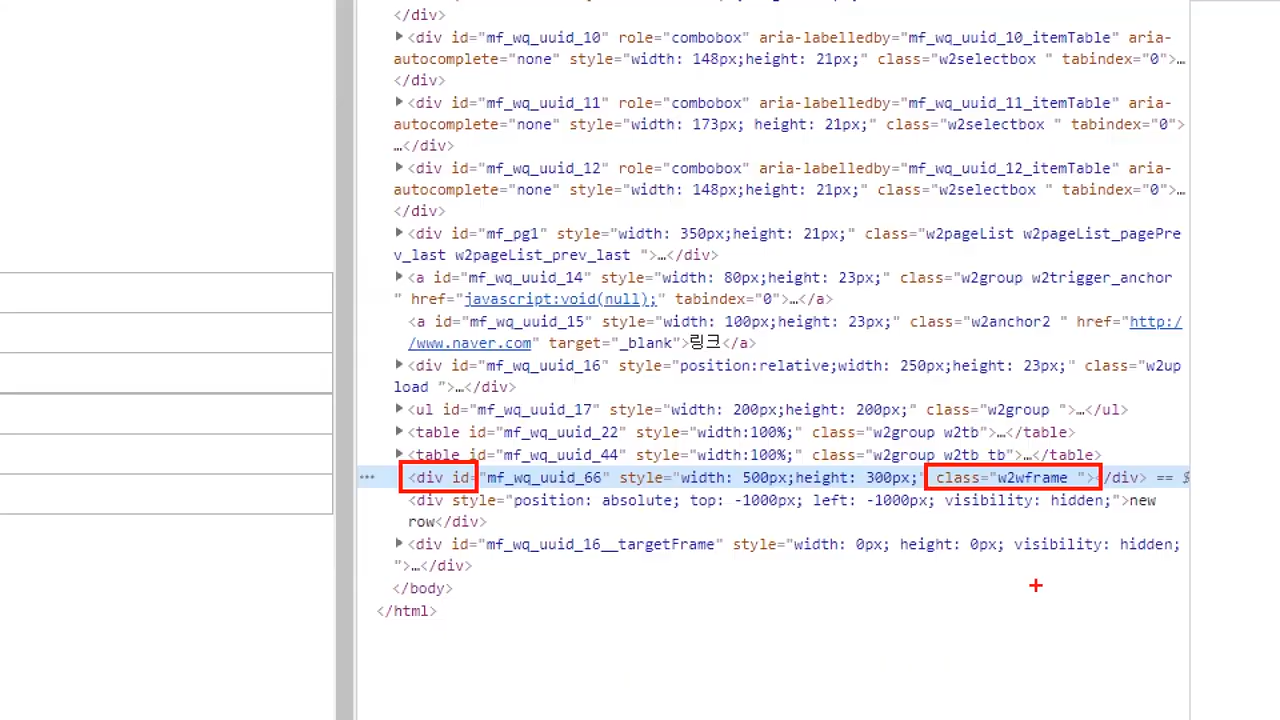 </div>
<div id="mf_wq_uuid_10" role="combobox" aria-labelledby="mf_wq_uuid_10_itemTable" aria-
autocomplete="none" style="width: 148px;height: 21px;" class="w2selectbox " tabindex="0">…
</div>
<div id="mf_wq_uuid_11" role="combobox" aria-labelledby="mf_wq_uuid_11_itemTable" aria-
autocomplete="none" style="width: 173px; height: 21px;" class="w2selectbox " tabindex="0">
…</div>
<div id="mf_wq_uuid_12" role="combobox" aria-labelledby="mf_wq_uuid_12_itemTable" aria-
autocomplete="none" style="width: 148px;height: 21px;" class="w2selectbox " tabindex="0">…
</div>
<div id="mf_pg1" style="width: 350px;height: 21px;" class="w2pageList w2pageList_pagePre
v_last w2pageList_prev_last ">…</div>
<a id="mf_wq_uuid_14" style="width: 80px;height: 23px;" class="w2group w2trigger_anchor
" href="javascript:void(null);" tabindex="0">…</a>
<a id="mf_wq_uuid_15" style="width: 100px;height: 23px;" class="w2anchor2 " href="http:/
/www.naver.com" target="_blank">링크</a>
<div id="mf_wq_uuid_16" style="position:relative;width: 250px;height: 23px;" class="w2up
load ">…</div>
<ul id="mf_wq_uuid_17" style="width: 200px;height: 200px;" class="w2group ">…</ul>
<table id="mf_wq_uuid_22" style="width:100%;" class="w2group w2tb">…</table>
<table id="mf_wq_uuid_44" style="width:100%;" class="w2group w2tb tb">…</table>
<div id="mf_wq_uuid_66" style="width: 500px;height: 300px;" class="w2wframe "></div> == $
<div style="position: absolute; top: -1000px; left: -1000px; visibility: hidden;">new
row</div>
<div id="mf_wq_uuid_16__targetFrame" style="width: 0px; height: 0px; visibility: hidden;
">…</div>
</body>
</html>